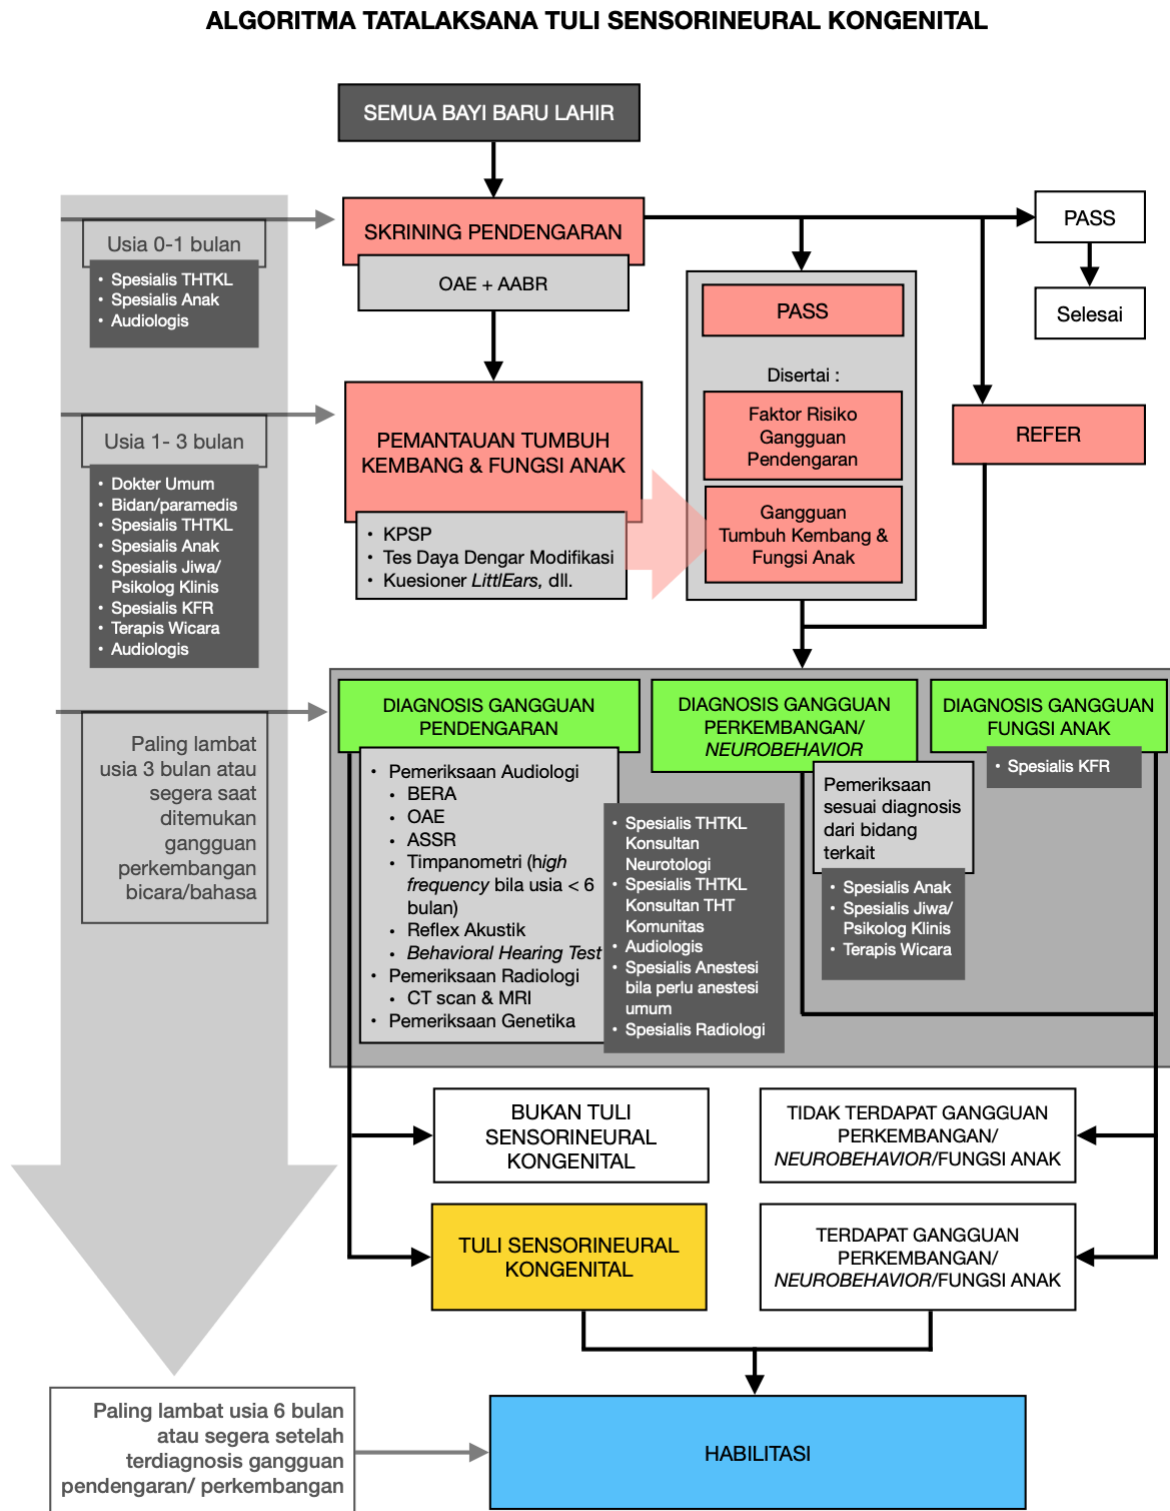 ALGORITMA TATALAKSANA TULI SENSORINEURAL KONGENITAL
SEMUA BAYI BARU LAHIR
Usia 0-1 bulan
• Spesialis THTKL
• Spesialis Anak
• Audiologis
SKRINING PENDENGARAN
OAE + AABR
PASS
Selesai
PASS
Disertai :
Faktor Risiko
Gangguan
Pendengaran
Gangguan
Tumbuh Kembang &
Fungsi Anak
REFER
Usia 1- 3 bulan
• Dokter Umum
• Bidan/paramedis
• Spesialis THTKL
• Spesialis Anak
• Spesialis Jiwa/
Psikolog Klinis
• Spesialis KFR
• Terapis Wicara
• Audiologis
PEMANTAUAN TUMBUH
KEMBANG & FUNGSI ANAK
• KPSP
• Tes Daya Dengar Modifikasi
• Kuesioner LittlEars, dll.
Paling lambat
usia 3 bulan atau
segera saat
ditemukan
gangguan
perkembangan
bicara/bahasa
DIAGNOSIS GANGGUAN
PENDENGARAN
• Pemeriksaan Audiologi
• BERA
• OAE
• ASSR
• Timpanometri (high
frequency bila usia < 6
bulan)
• Reflex Akustik
• Behavioral Hearing Test
• Pemeriksaan Radiologi
• CT scan & MRI
• Pemeriksaan Genetika
• Spesialis THTKL
Konsultan
Neurotologi
• Spesialis THTKL
Konsultan THT
Komunitas
• Audiologis
• Spesialis Anestesi
bila perlu anestesi
umum
• Spesialis Radiologi
DIAGNOSIS GANGGUAN
PERKEMBANGAN/
NEUROBEHAVIOR
Pemeriksaan
sesuai diagnosis
dari bidang
terkait
• Spesialis Anak
• Spesialis Jiwa/
Psikolog Klinis
• Terapis Wicara
DIAGNOSIS GANGGUAN
FUNGSI ANAK
• Spesialis KFR
BUKAN TULI
SENSORINEURAL
KONGENITAL
TIDAK TERDAPAT GANGGUAN
PERKEMBANGAN/
NEUROBEHAVIOR/FUNGSI ANAK
TULI SENSORINEURAL
KONGENITAL
TERDAPAT GANGGUAN
PERKEMBANGAN/
NEUROBEHAVIOR/FUNGSI ANAK
Paling lambat usia 6 bulan
atau segera setelah
terdiagnosis gangguan
pendengaran/ perkembangan
HABILITASI